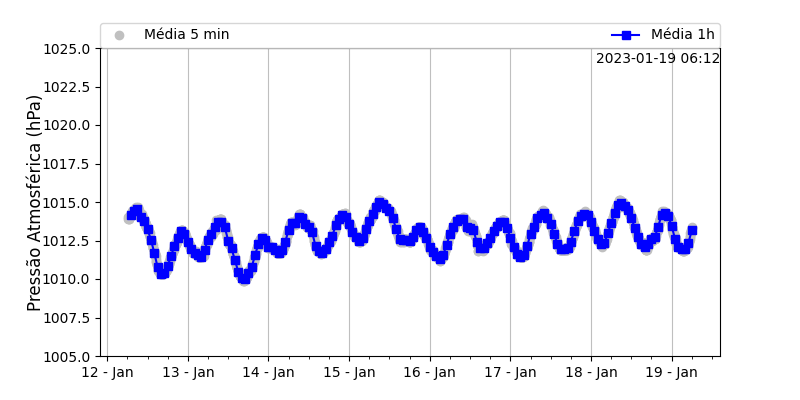 Média 5 min
Média 1h
2023-01-19 06:12
Pressão Atmosférica (hPa)
1025.0
1022.5
1020.0
1017.5
1015.0
1012.5
1010.0
1007.5
1005.0
12 - Jan
13 - Jan
14 - Jan
15 - Jan
16 - Jan
17 - Jan
18 - Jan
19 - Jan